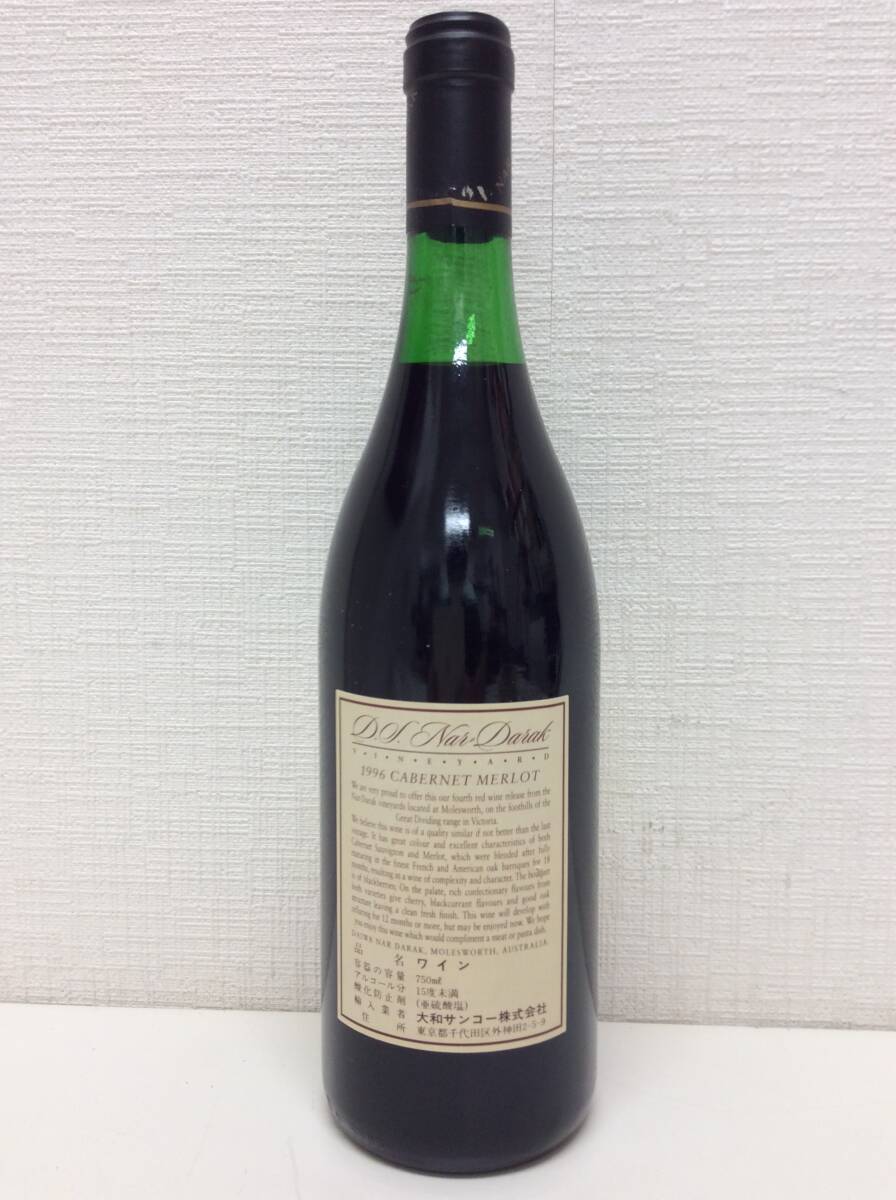 D.S. Nar-Darak
V•I•N•E•Y•A•R•D
1996 CABERNET MERLOT
We are very proud to offer this our fourth red wine release from the
Nar-Darak vineyards located at Molesworth, on the foothills of the
Great Dividing range in Victoria.
We believe this wine is of a quality similar if not better than the last
vintage. It has great colour and excellent characteristics of both
Cabernet Sauvignon and Merlot, which were blended after fully
maturing in the finest French and American oak barriques for 18
months, resulting in a wine of complexity and character. The bouquet
is of blackberries. On the palate, rich confectionary flavours from
both varieties give cherry, blackcurrant flavours and good oak
structure leaving a clean fresh finish. This wine will develop with
cellaring for 12 months or more, but may be enjoyed now. We hope
you enjoy this wine which would compliment a meat or pasta dish.
DAIWA NAR DARAK, MOLESWORTH, AUSTRALIA.
品名 ワイン
容器の容量 750mℓ
アルコール分 15度未満
酸化防止剤 (亜硫酸塩)
輸入業者 大和サンコー株式会社
住所 東京都千代田区外神田2-5-9